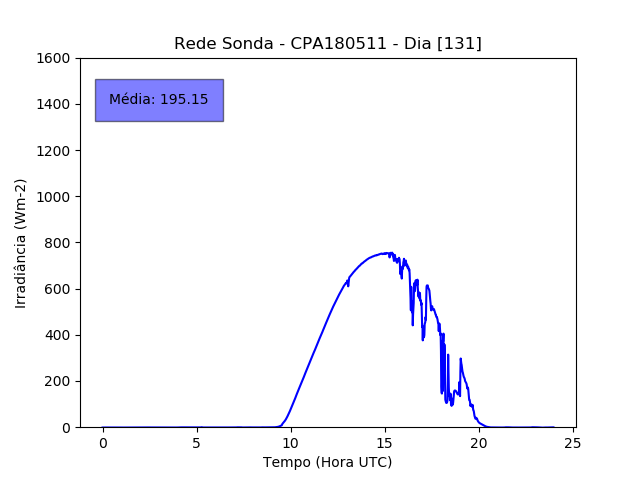 Rede Sonda - CPA180511 - Dia [131]
1600
1400
1200
1000
800
600
400
200
0
Média: 195.15
Irradiância (Wm-2)
0 5 10 15 20 25
Tempo (Hora UTC)